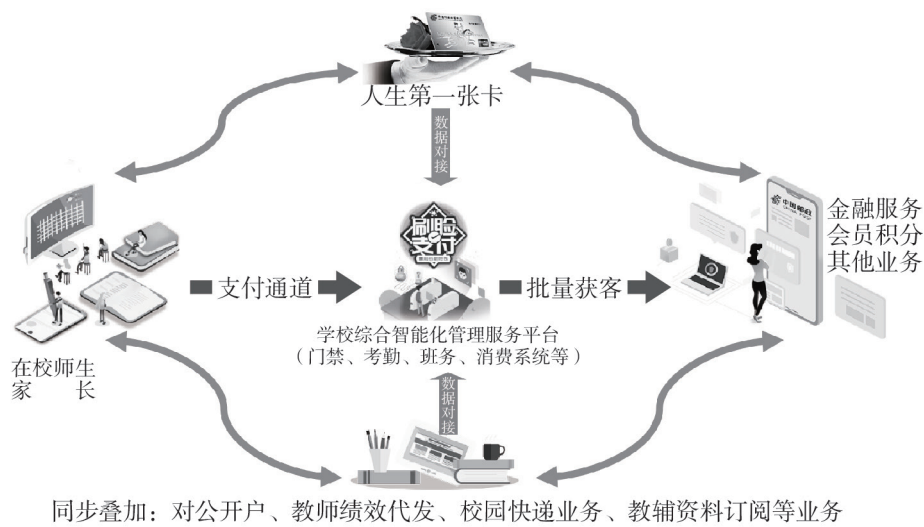 人生第一张卡
数据对接
刷脸
支付
中国邮政
金融服务
会员积分
其他业务
支付通道
批量获客
学校综合智能化管理服务平台
（门禁、考勤、班务、消费系统等）
在校师生
家 长
数据对接
同步叠加：对公开户、教师绩效代发、校园快递业务、教辅资料订阅等业务